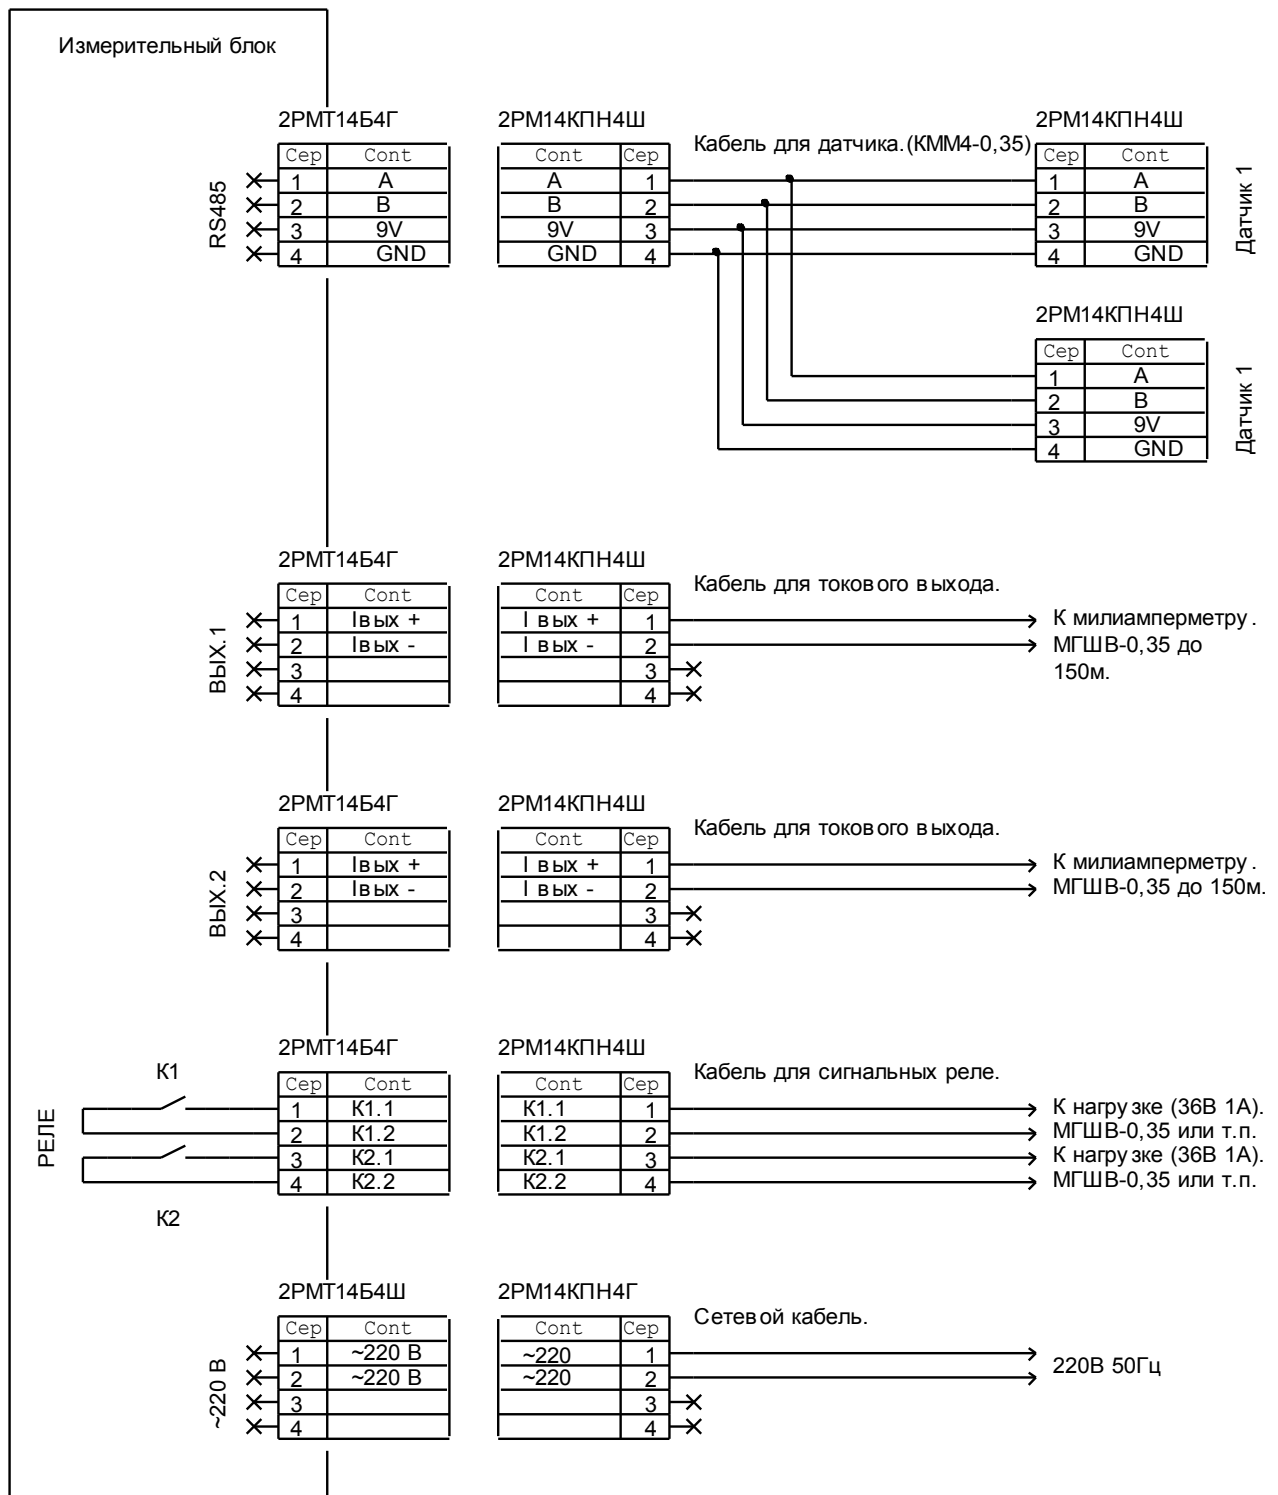 Измерительный блок
2РМТ14Б4Г
2РМ14КПН4Ш
Кабель для датчика.(КММ4-0,35)
2РМ14КПН4Ш
RS485
Сер Cont
1 A
2 B
3 9V
4 GND
Cont Сер
A 1
B 2
9V 3
GND 4
Сер Cont
1 A
2 B
3 9V
4 GND
Датчик 1
2РМ14КПН4Ш
Сер Cont
1 A
2 B
3 9V
4 GND
Датчик 1
2РМТ14Б4Г
2РМ14КПН4Ш
Кабель для токового выхода.
ВЫХ.1
Сер Cont
1 Iвых +
2 Iвых -
3
4
Cont Сер
I вых + 1
I вых - 2
3
4
К милиамперметру.
МГШВ-0,35 до
150м.
2РМТ14Б4Г
2РМ14КПН4Ш
Кабель для токового выхода.
ВЫХ.2
Сер Cont
1 Iвых +
2 Iвых -
3
4
Cont Сер
I вых + 1
I вых - 2
3
4
К милиамперметру.
МГШВ-0,35 до 150м.
2РМТ14Б4Г
2РМ14КПН4Ш
Кабель для сигнальных реле.
РЕЛЕ
К1
К2
Сер Cont
1 К1.1
2 К1.2
3 К2.1
4 К2.2
Cont Сер
К1.1 1
К1.2 2
К2.1 3
К2.2 4
К нагрузке (36В 1А).
МГШВ-0,35 или т.п.
К нагрузке (36В 1А).
МГШВ-0,35 или т.п.
2РМТ14Б4Ш
2РМ14КПН4Г
Сетевой кабель.
~220 В
Сер Cont
1 ~220 В
2 ~220 В
3
4
Cont Сер
~220 1
~220 2
3
4
220В 50Гц